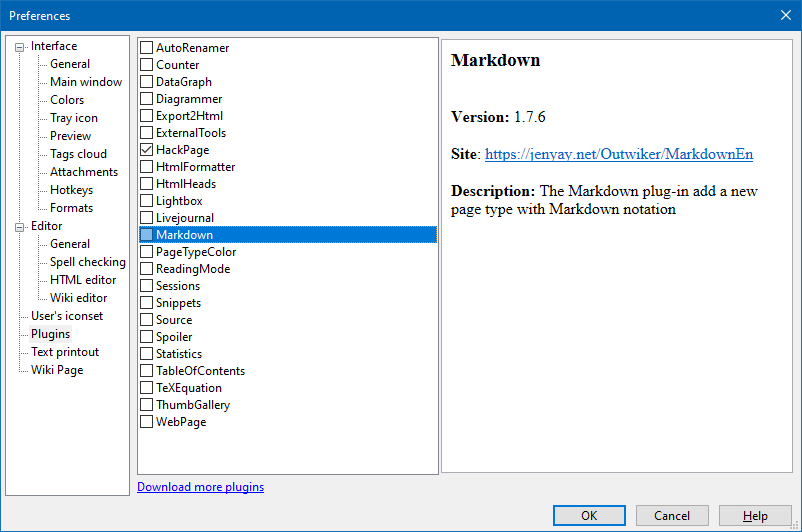 Preferences
Interface
General
Main window
Colors
Tray icon
Preview
Tags cloud
Attachments
Hotkeys
Formats
Editor
General
Spell checking
HTML editor
Wiki editor
User's iconset
Plugins
Text printout
Wiki Page
AutoRenamer
Counter
DataGraph
Diagrammer
Export2Html
ExternalTools
HackPage
HtmlFormatter
HtmlHeads
Lightbox
Livejournal
Markdown
PageTypeColor
ReadingMode
Sessions
Snippets
Source
Spoiler
Statistics
TableOfContents
TeXEquation
ThumbGallery
WebPage
Download more plugins
Markdown
Version: 1.7.6
Site: https://jenyay.net/Outwiker/MarkdownEn
Description: The Markdown plug-in add a new
page type with Markdown notation
OK
Cancel
Help